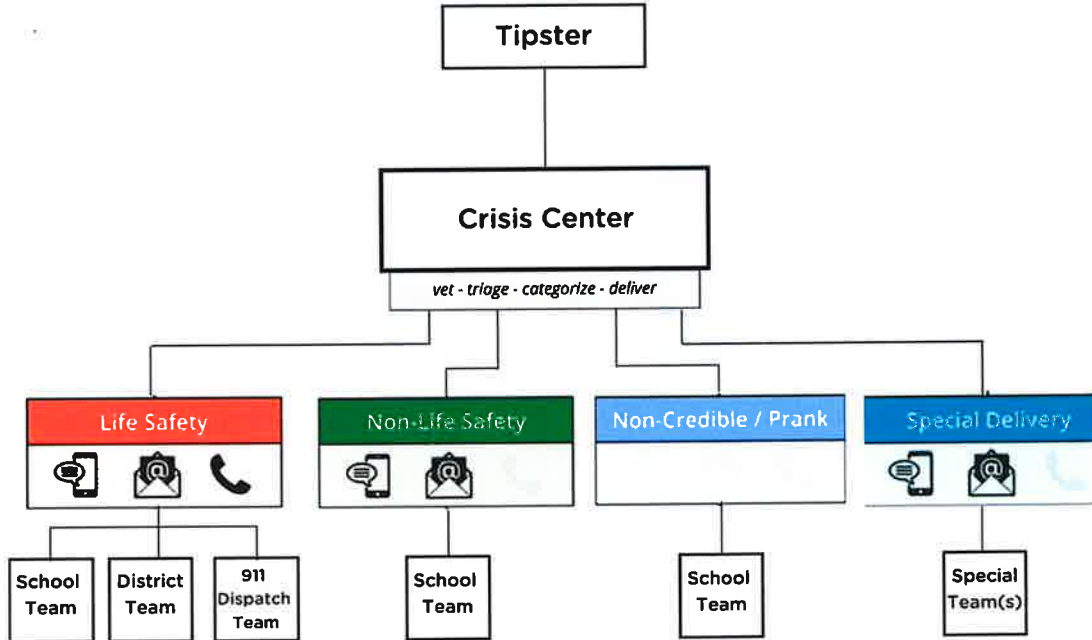 Tipster
Crisis Center
vet - triage - categorize - deliver
Life Safety
Non-Life Safety
Non-Credible / Prank
Special Delivery
@
@
@
School
Team
District
Team
911
Dispatch
Team
School
Team
School
Team
Special
Team(s)